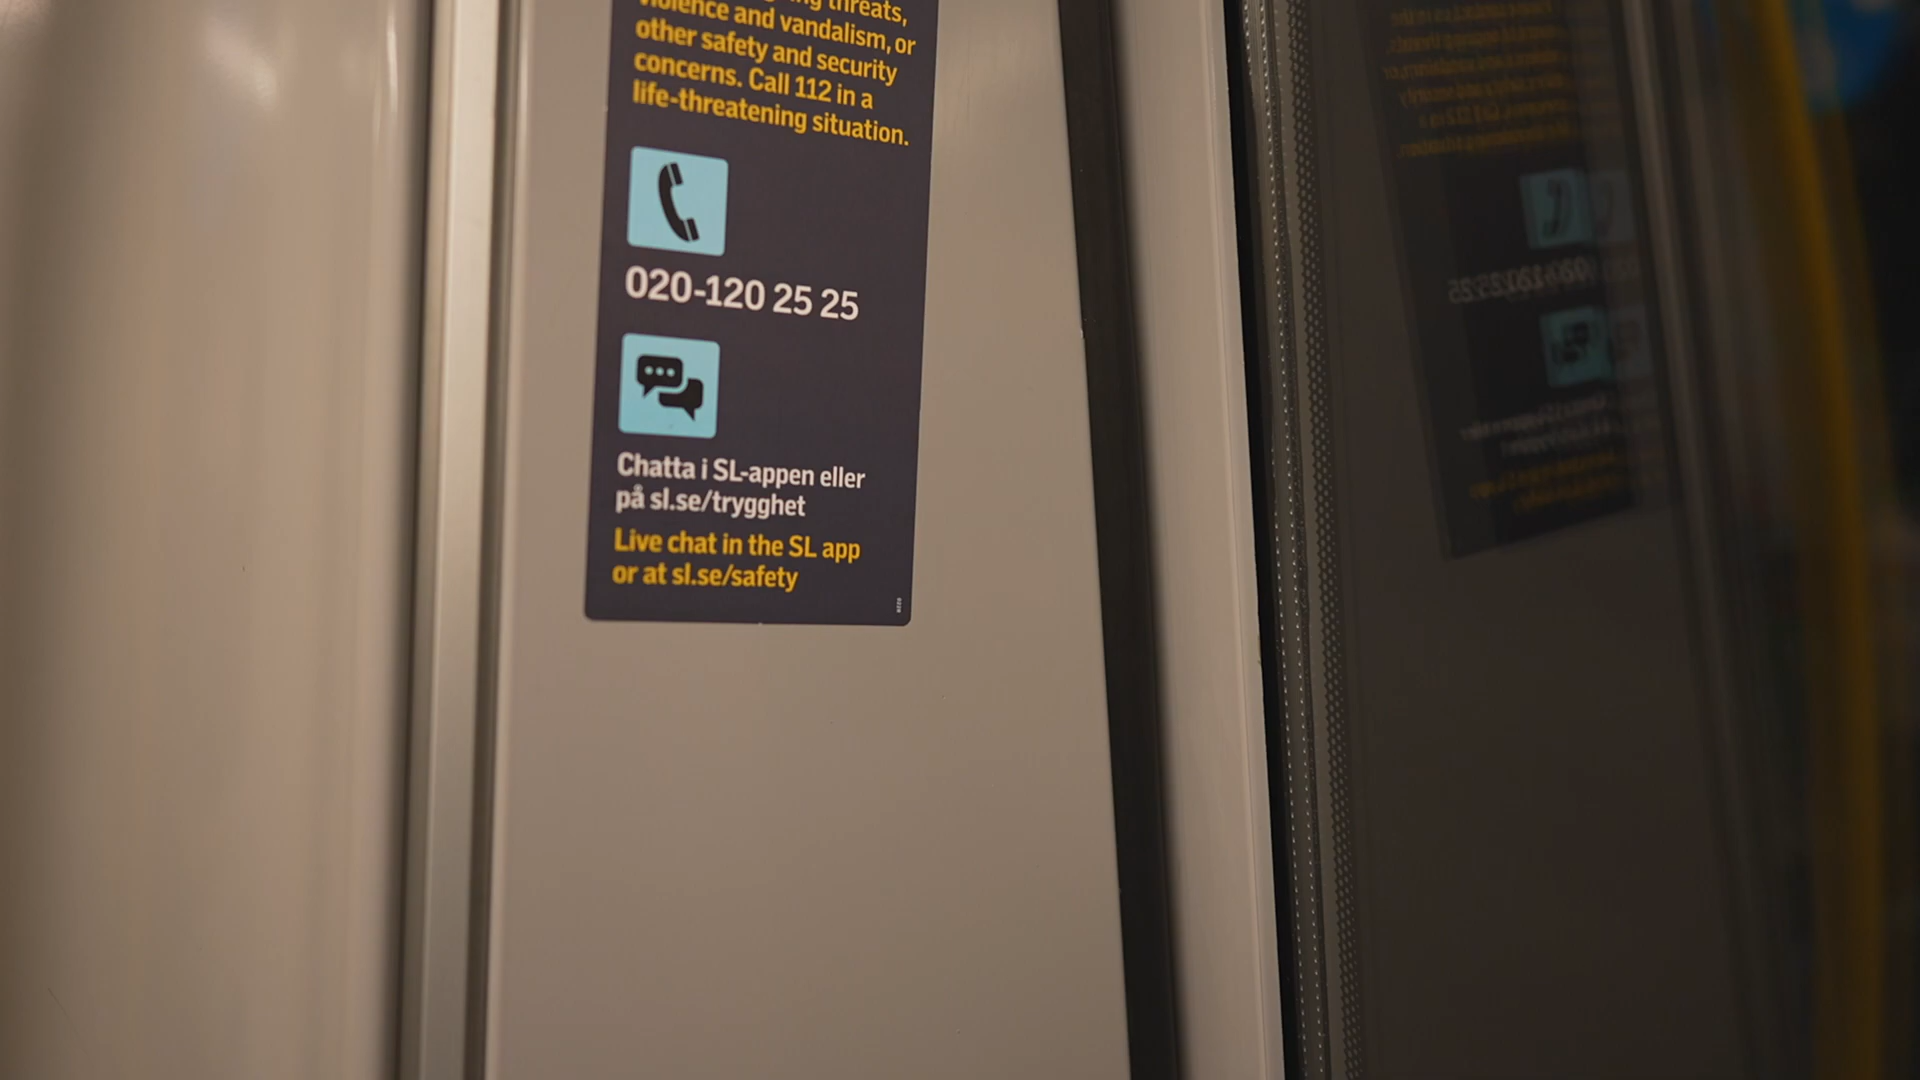 threats,
violence and vandalism, or
other safety and security
concerns. Call 112 in a
life-threatening situation.
020-120 25 25
Chatta i SL-appen eller
på sl.se/trygghet
Live chat in the SL app
or at sl.se/safety